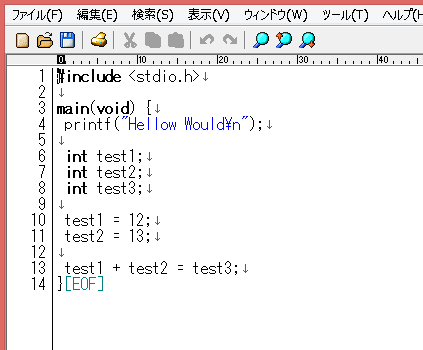 ファイル(F) 編集(E) 検索(S) 表示(V) ウィンドウ(W) ツール(T) ヘルプ(H
0 10 20 30 40
1 #include <stdio.h>↓
2 ↓
3 main(void) {↓
4 printf("Hellow Would¥n");↓
5 ↓
6 int test1;↓
7 int test2;↓
8 int test3;↓
9 ↓
10 test1 = 12;↓
11 test2 = 13;↓
12 ↓
13 test1 + test2 = test3;↓
14 }[EOF]